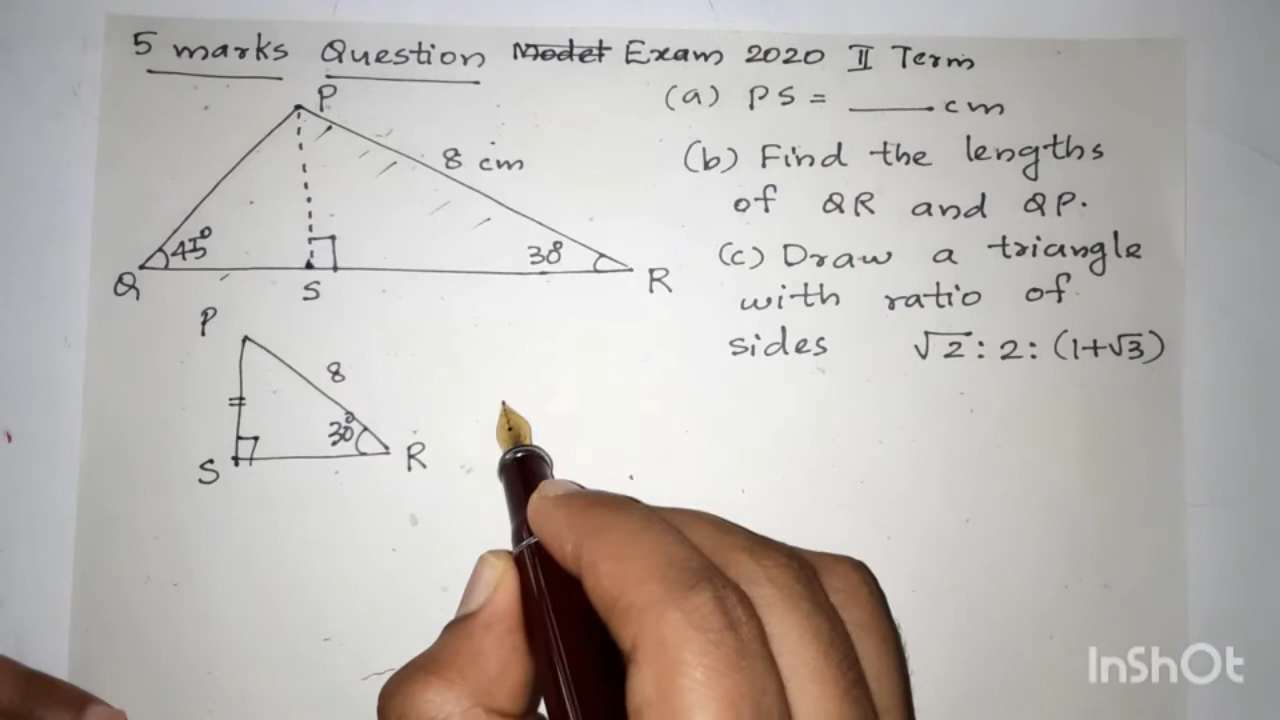 5 marks Question Model Exam 2020 II Term
P
8 cm
45°
30°
Q
S
R
(a) PS = ____ cm
(b) Find the lengths
of QR and QP.
(c) Draw a triangle
with ratio of
sides √2 : 2 : (1+√3)
P
8
30°
S
R
InShOt